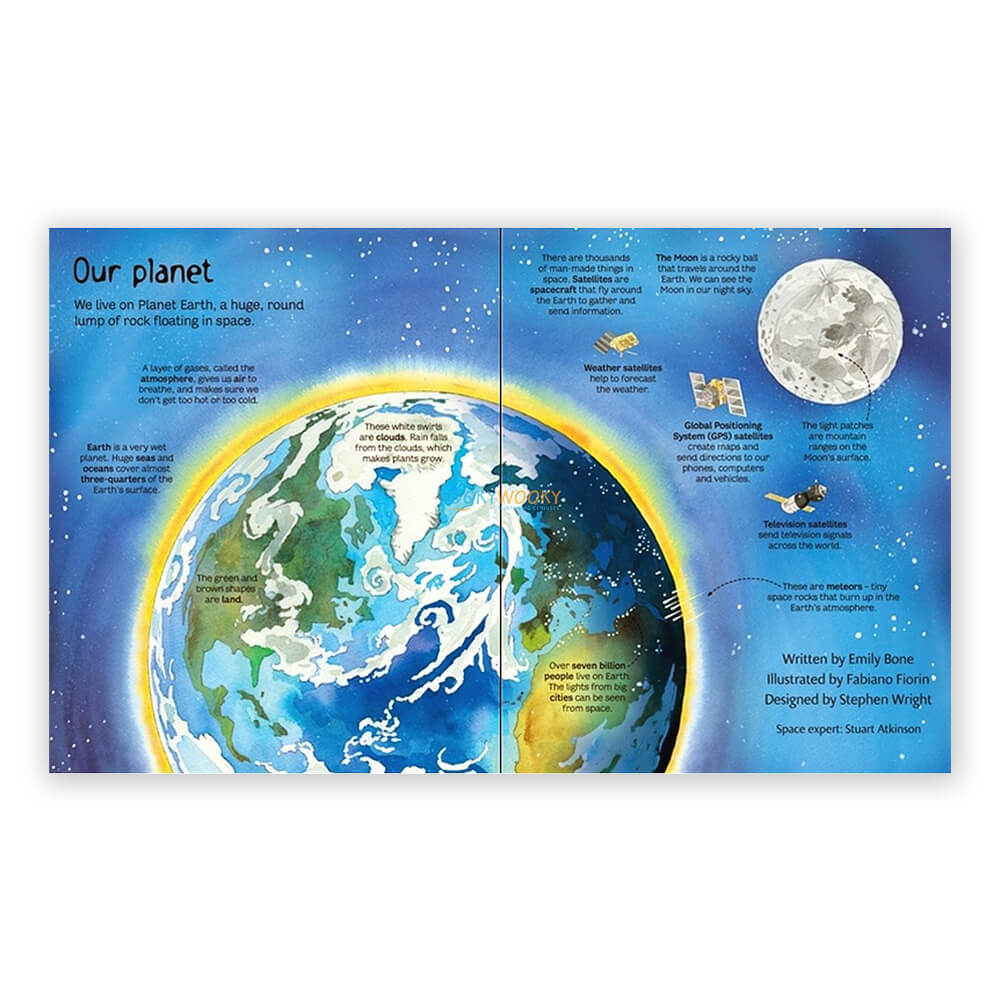 Our planet
We live on Planet Earth, a huge, round
lump of rock floating in space.
A layer of gases, called the
atmosphere, gives us air to
breathe, and makes sure we
don't get too hot or too cold.
Earth is a very wet
planet. Huge seas and
oceans cover almost
three-quarters of the
Earth's surface.
These white swirls
are clouds. Rain falls
from the clouds, which
makes plants grow.
The green and
brown shapes
are land.
There are thousands
of man-made things in
space. Satellites are
spacecraft that fly around
the Earth to gather and
send information.
The Moon is a rocky ball
that travels around the
Earth. We can see the
Moon in our night sky.
Weather satellites
help to forecast
the weather.
Global Positioning
System (GPS) satellites
create maps and
send directions to our
phones, computers
and vehicles.
The light patches
are mountain
ranges on the
Moon's surface.
Television satellites
send television signals
across the world.
These are meteors – tiny
space rocks that burn up in the
Earth's atmosphere.
Over seven billion
people live on Earth.
The lights from big
cities can be seen
from space.
Written by Emily Bone
Illustrated by Fabiano Fiorin
Designed by Stephen Wright
Space expert: Stuart Atkinson
WOOKY